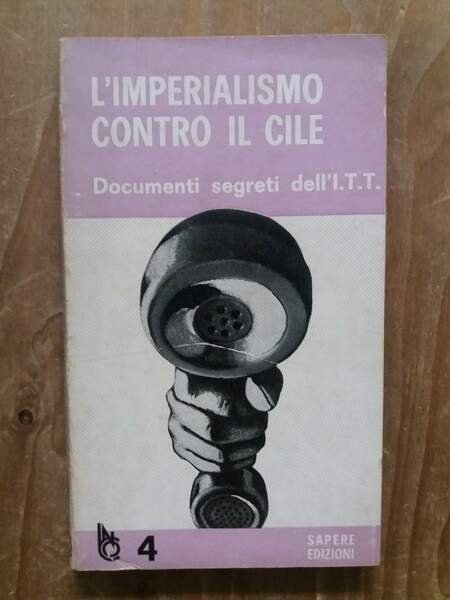 L'IMPERIALISMO
CONTRO IL CILE
Documenti segreti dell'I.T.T.
4
SAPERE
EDIZIONI